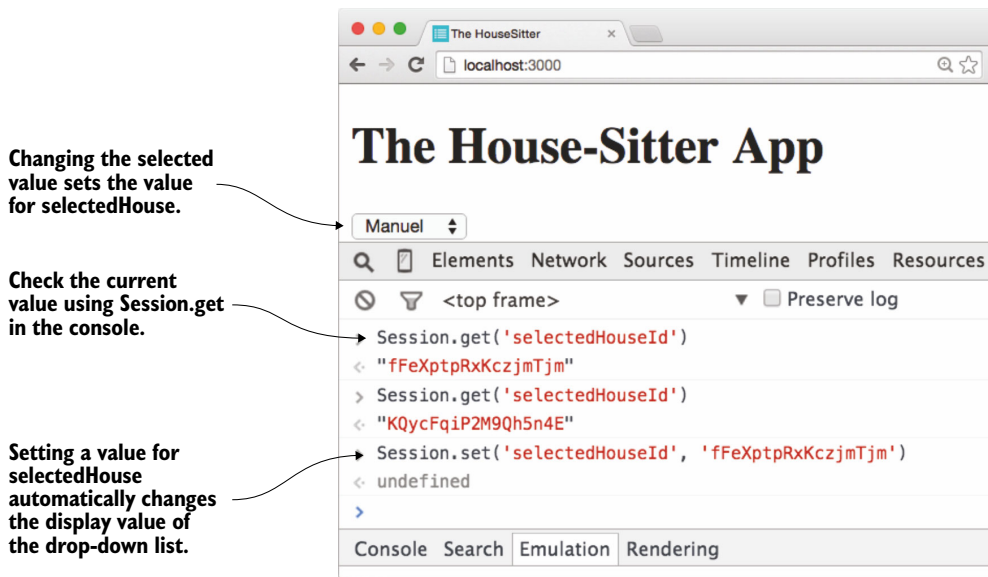 The HouseSitter ×
localhost:3000
The House-Sitter App
Changing the selected
value sets the value
for selectedHouse.
Manuel
Elements Network Sources Timeline Profiles Resources
Check the current
value using Session.get
in the console.
<top frame> ▼ Preserve log
> Session.get('selectedHouseId')
"fFeXptpRxKczjmTjm"
> Session.get('selectedHouseId')
"KQycFqiP2M9Qh5n4E"
Setting a value for
selectedHouse
automatically changes
the display value of
the drop-down list.
> Session.set('selectedHouseId', 'fFeXptpRxKczjmTjm')
undefined
>
Console Search Emulation Rendering